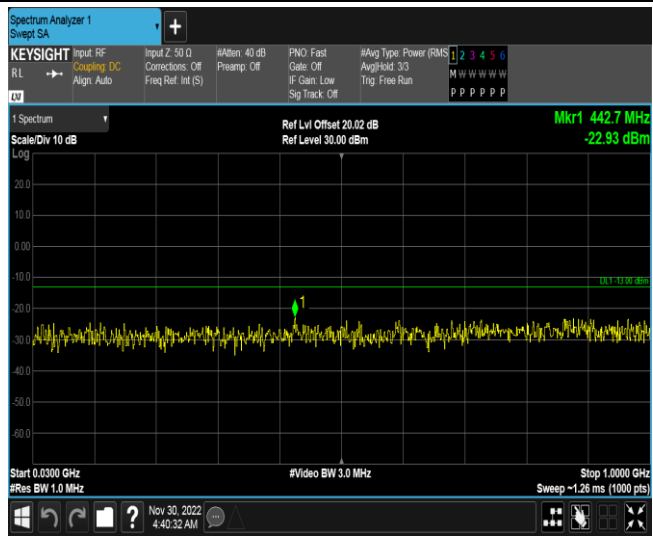 Spectrum Analyzer 1
Swept SA
+
KEYSIGHT
RL
Input: RF
Coupling: DC
Align: Auto
Input Z: 50 Ω
Corrections: Off
Freq Ref: Int (S)
#Atten: 40 dB
Preamp: Off
PNO: Fast
Gate: Off
IF Gain: Low
Sig Track: Off
#Avg Type: Power (RMS
Avg|Hold: 3/3
Trig: Free Run
1 2 3 4 5 6
M W W W W W
P P P P P P
LXI
1 Spectrum
Scale/Div 10 dB
Ref Lvl Offset 20.02 dB
Ref Level 30.00 dBm
Mkr1 442.7 MHz
-22.93 dBm
Log
20.0
10.0
0.00
-10.0
DL1 -13.00 dBm
1
-20.0
-30.0
-40.0
-50.0
-60.0
Start 0.0300 GHz
#Res BW 1.0 MHz
#Video BW 3.0 MHz
Stop 1.0000 GHz
Sweep ~1.26 ms (1000 pts)
?
Nov 30, 2022
4:40:32 AM